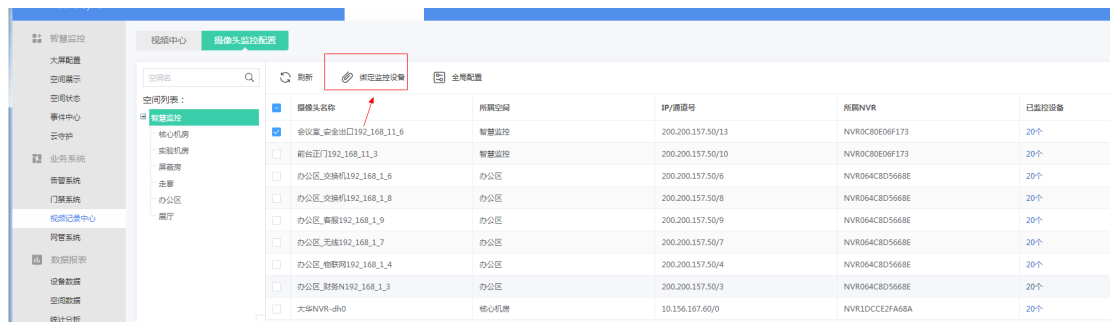 智慧监控
大屏配置
空间展示
空间状态
事件中心
云守护
业务系统
告警系统
门禁系统
视频记录中心
网管系统
数据报表
设备数据
空间数据
统计分析
视频中心 摄像头监控配置
空间名
空间列表：
智慧监控
核心机房
实验机房
屏蔽房
走廊
办公区
展厅
刷新 绑定监控设备 全局配置
摄像头名称 所属空间 IP/通道号 所属NVR 已监控设备
会议室_安全出口192_168_11_6 智慧监控 200.200.157.50/13 NVR0C80E06F173 20个
前台正门192_168_11_3 智慧监控 200.200.157.50/10 NVR0C80E06F173 20个
办公区_交换机192_168_1_6 办公区 200.200.157.50/6 NVR064C8D5668E 20个
办公区_交换机192_168_1_8 办公区 200.200.157.50/8 NVR064C8D5668E 20个
办公区_客服192_168_1_9 办公区 200.200.157.50/9 NVR064C8D5668E 20个
办公区_无线192_168_1_7 办公区 200.200.157.50/7 NVR064C8D5668E 20个
办公区_物联网192_168_1_4 办公区 200.200.157.50/4 NVR064C8D5668E 20个
办公区_财务N192_168_1_3 办公区 200.200.157.50/3 NVR064C8D5668E 20个
大华NVR-dh0 核心机房 10.156.167.60/0 NVR1DCCE2FA68A 20个